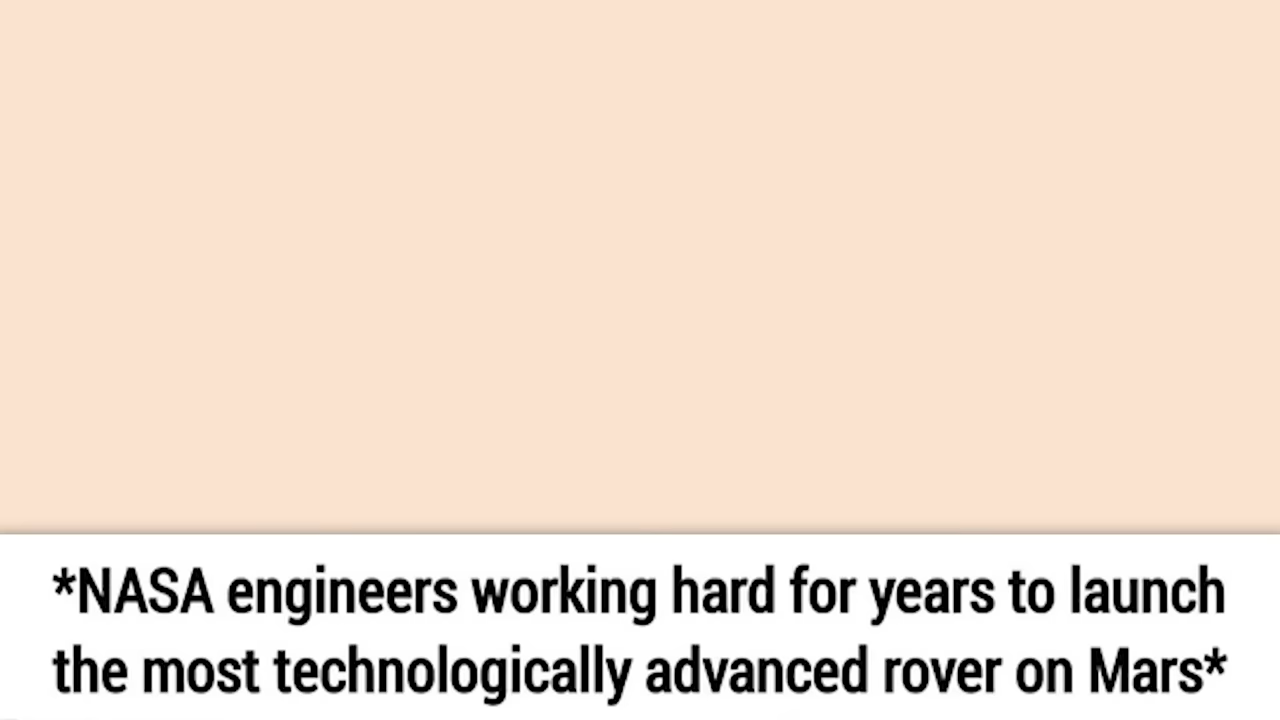 *NASA engineers working hard for years to launch
the most technologically advanced rover on Mars*